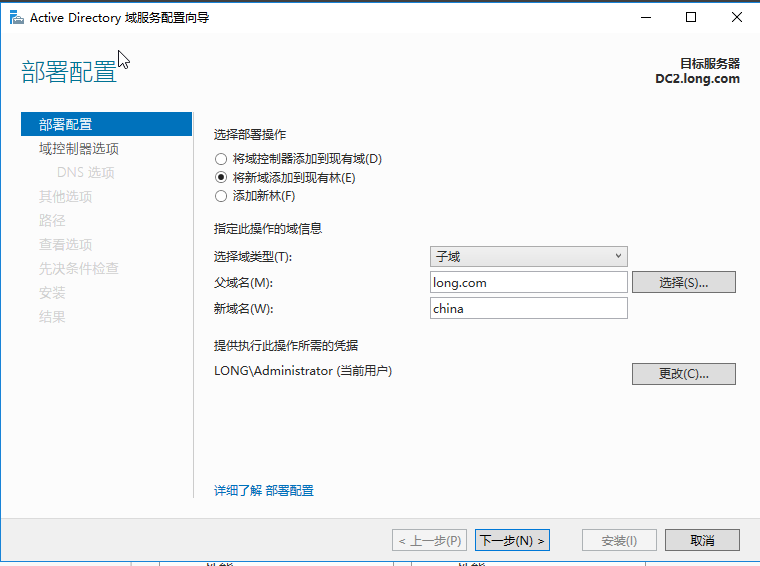 Active Directory 域服务配置向导
部署配置
目标服务器
DC2.long.com
部署配置
域控制器选项
DNS 选项
其他选项
路径
查看选项
先决条件检查
安装
结果
选择部署操作
将域控制器添加到现有域(D)
将新域添加到现有林(E)
添加新林(F)
指定此操作的域信息
选择域类型(T): 子域
父域名(M): long.com 选择(S)...
新域名(W): china
提供执行此操作所需的凭据
LONG\Administrator (当前用户) 更改(C)...
详细了解 部署配置
< 上一步(P) 下一步(N) > 安装(I) 取消